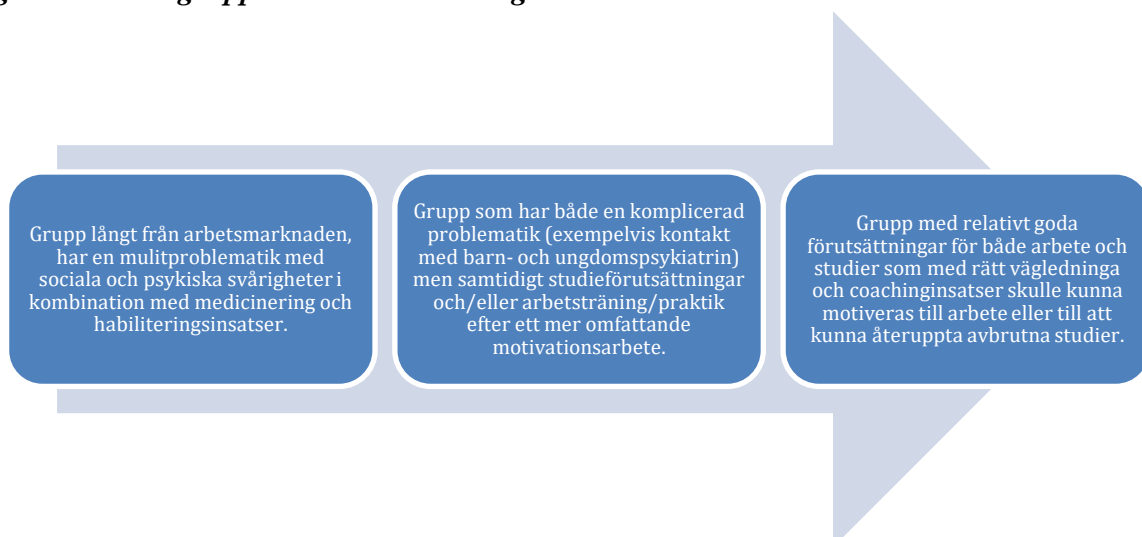 Grupp långt från arbetsmarknaden,
har en mulitproblematik med
sociala och psykiska svårigheter i
kombination med medicinering och
habiliteringsinsatser.
Grupp som har både en komplicerad
problematik (exempelvis kontakt
med barn- och ungdomspsykiatrin)
men samtidigt studieförutsättningar
och/eller arbetsträning/praktik
efter ett mer omfattande
motivationsarbete.
Grupp med relativt goda
förutsättningar för både arbete och
studier som med rätt vägledninga
och coachinginsatser skulle kunna
motiveras till arbete eller till att
kunna återuppta avbrutna studier.